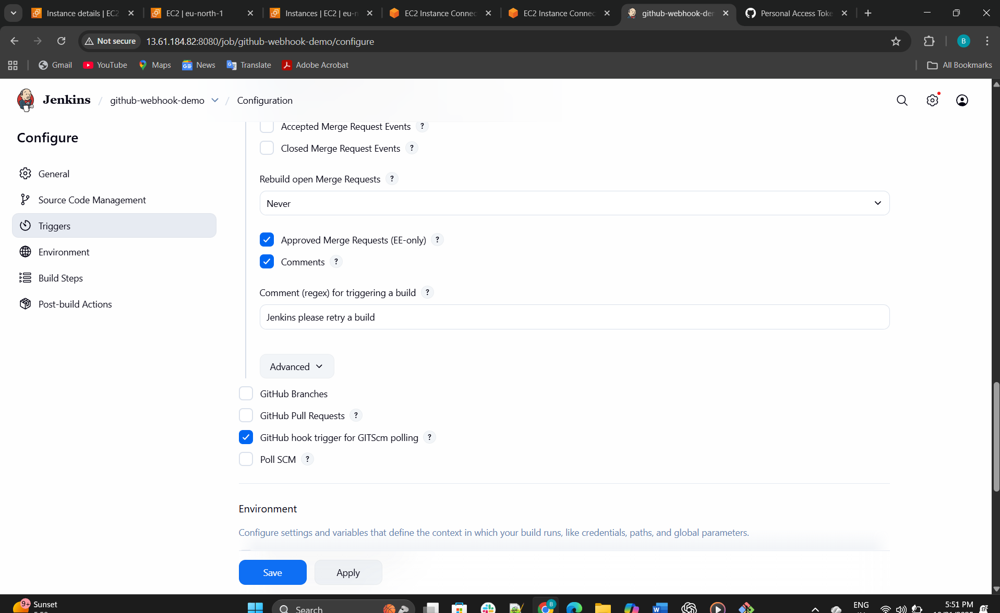 Instance details | EC2
EC2 | eu-north-1
Instances | EC2 | eu-n
EC2 Instance Connec
EC2 Instance Connec
github-webhook-der
Personal Access Toke
Not secure
13.61.184.82:8080/job/github-webhook-demo/configure
B
Gmail
YouTube
Maps
News
Translate
Adobe Acrobat
All Bookmarks
Jenkins / github-webhook-demo / Configuration
Configure
General
Source Code Management
Triggers
Environment
Build Steps
Post-build Actions
Accepted Merge Request Events ?
Closed Merge Request Events ?
Rebuild open Merge Requests ?
Never
Approved Merge Requests (EE-only) ?
Comments ?
Comment (regex) for triggering a build ?
Jenkins please retry a build
Advanced
GitHub Branches
GitHub Pull Requests ?
GitHub hook trigger for GITScm polling ?
Poll SCM ?
Environment
Configure settings and variables that define the context in which your build runs, like credentials, paths, and global parameters.
Save
Apply
9+
Sunset
Search
ENG
5:51 PM